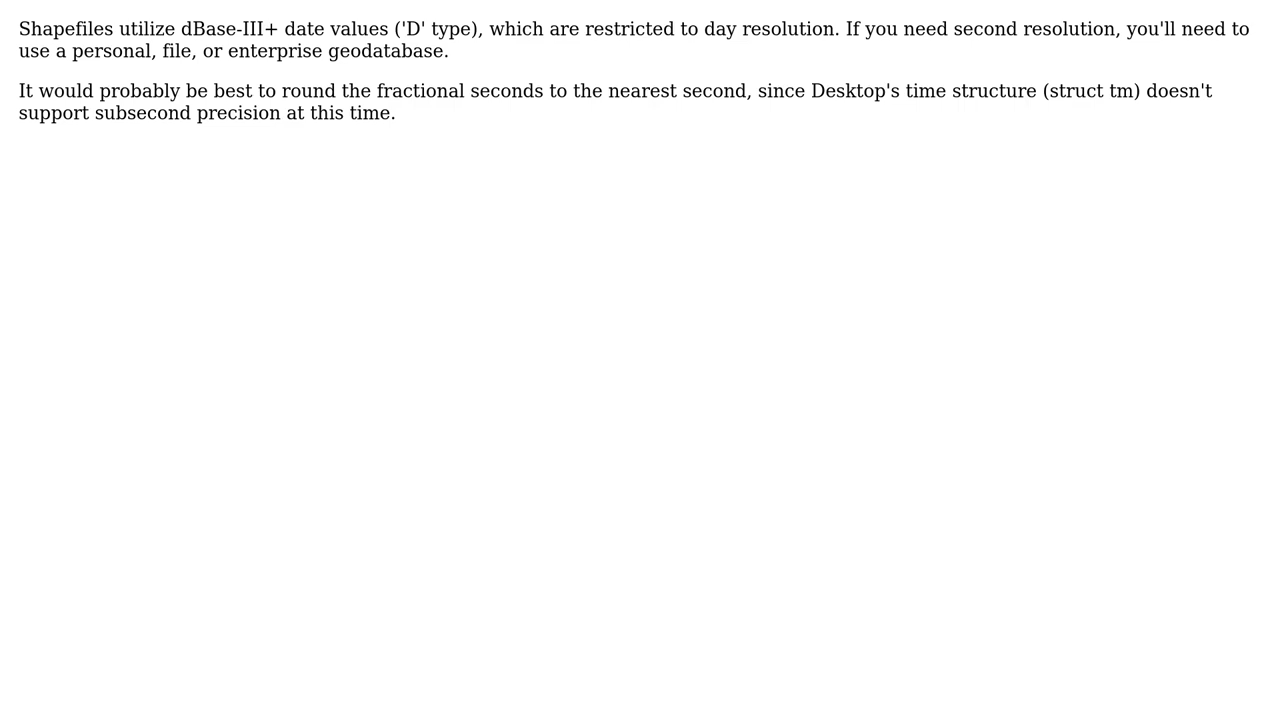 Shapefiles utilize dBase-III+ date values ('D' type), which are restricted to day resolution. If you need second resolution, you'll need to
use a personal, file, or enterprise geodatabase.
It would probably be best to round the fractional seconds to the nearest second, since Desktop's time structure (struct tm) doesn't
support subsecond precision at this time.